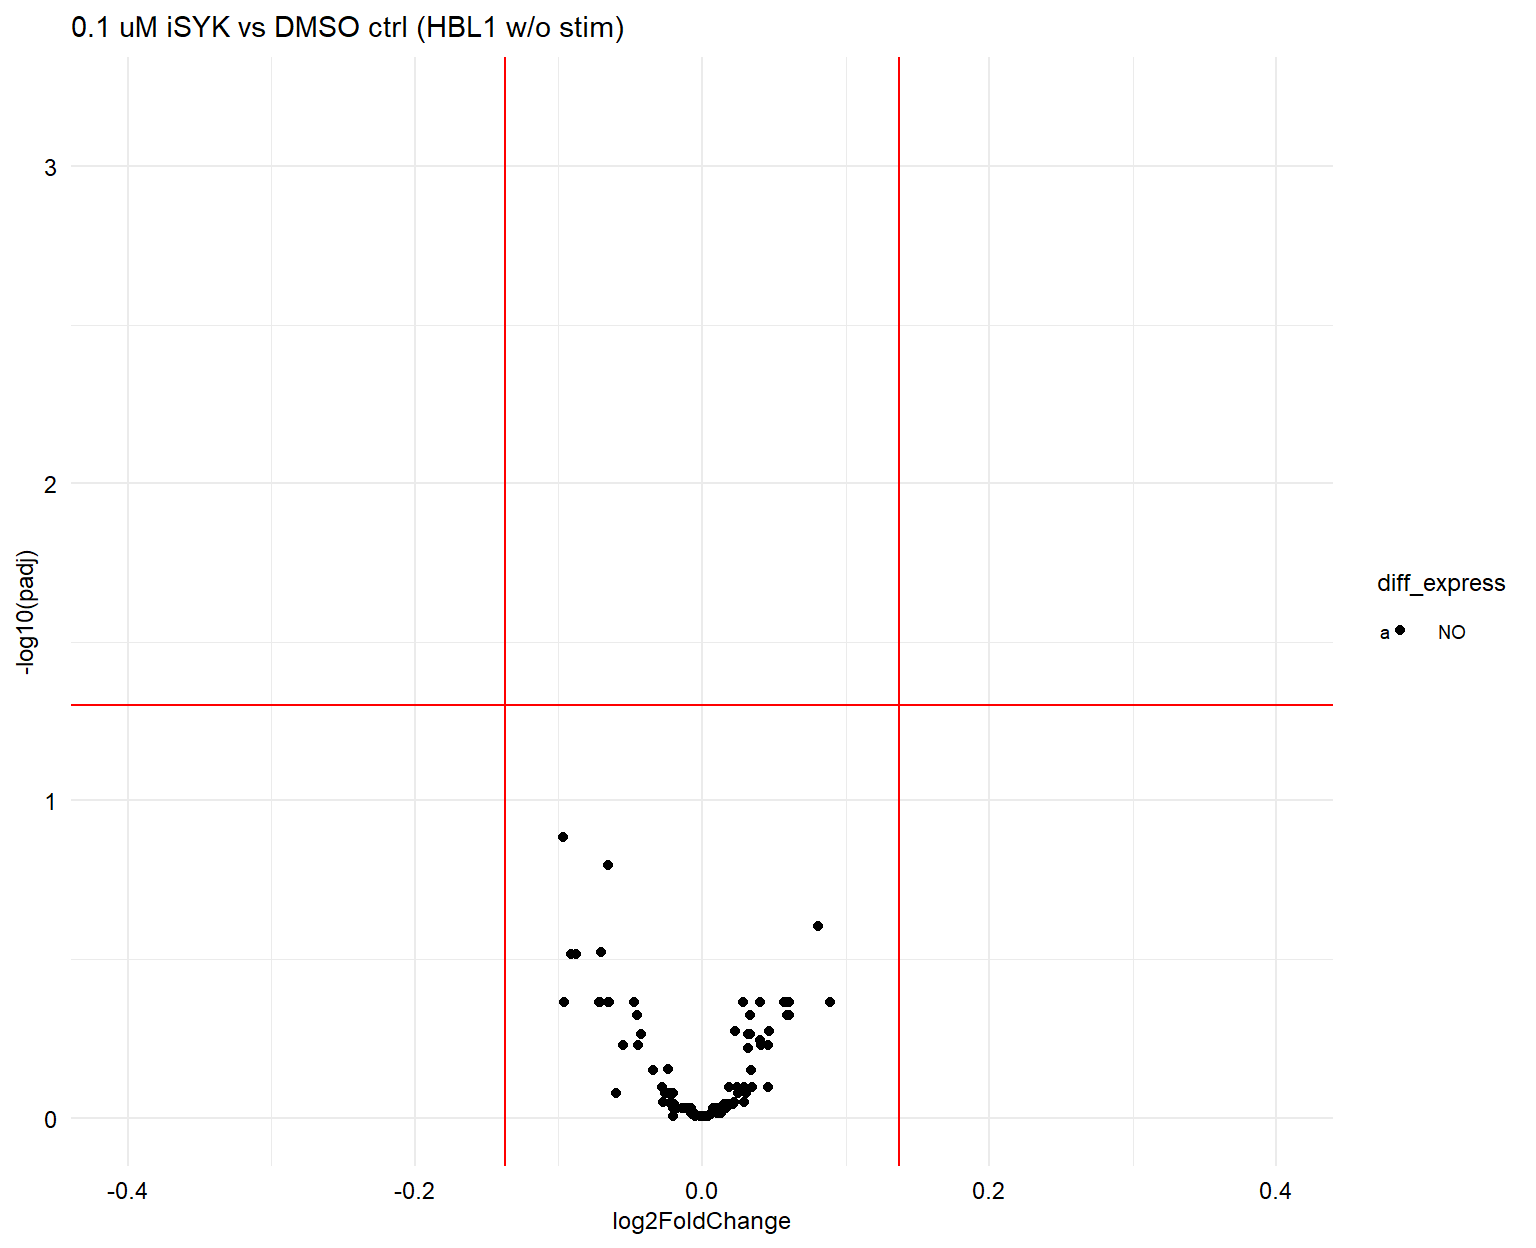 0.1 uM iSYK vs DMSO ctrl (HBL1 w/o stim)
3
2
1
0
-log10(padj)
-0.4 -0.2 0.0 0.2 0.4
log2FoldChange
diff_express
a NO